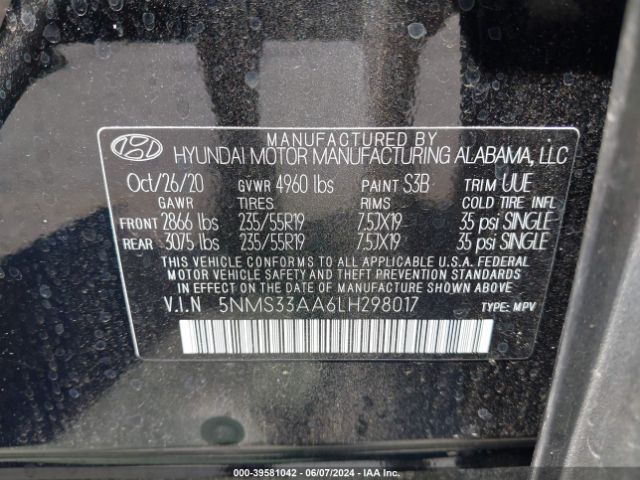 MANUFACTURED BY
HYUNDAI MOTOR MANUFACTURING ALABAMA, LLC
Oct/26/20 GVWR 4960 lbs PAINT S3B TRIM UUE
GAWR TIRES RIMS COLD TIRE INFL
FRONT 2866 lbs 235/55R19 7.5JX19 35 psi SINGLE
REAR 3075 lbs 235/55R19 7.5JX19 35 psi SINGLE
THIS VEHICLE CONFORMS TO ALL APPLICABLE U.S.A. FEDERAL
MOTOR VEHICLE SAFETY AND THEFT PREVENTION STANDARDS
IN EFFECT ON THE DATE OF MANUFACTURE SHOWN ABOVE.
V.I.N 5NMS33AA6LH298017 TYPE: MPV
000-39581042 - 06/07/2024 - IAA Inc.